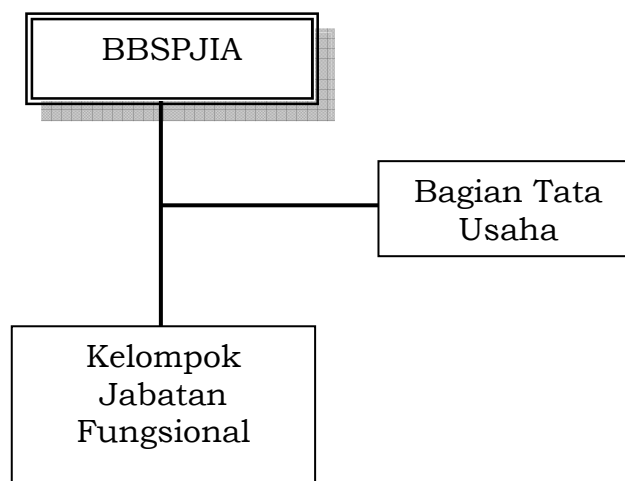 BBSPJIA
Bagian Tata
Usaha
Kelompok
Jabatan
Fungsional